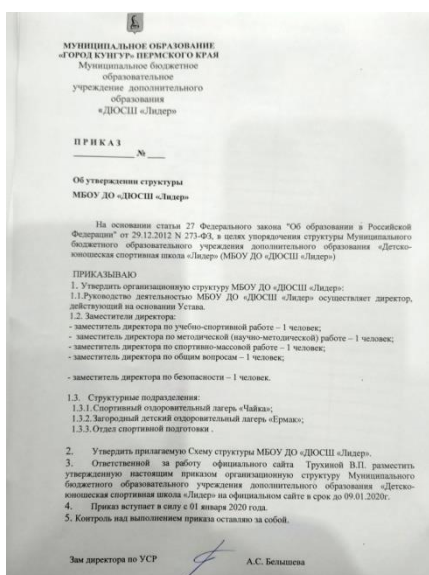 МУНИЦИПАЛЬНОЕ ОБРАЗОВАНИЕ
«ГОРОД КУНГУР» ПЕРМСКОГО КРАЯ
Муниципальное бюджетное
образовательное
учреждение дополнительного
образования
«ДЮСШ «Лидер»
П Р И К А З
____________ № ____
Об утверждении структуры
МБОУ ДО «ДЮСШ «Лидер»
На основании статьи 27 Федерального закона "Об образовании в Российской
Федерации" от 29.12.2012 N 273-ФЗ, в целях упорядочения структуры Муниципального
бюджетного образовательного учреждения дополнительного образования «Детско-
юношеская спортивная школа «Лидер» (МБОУ ДО «ДЮСШ «Лидер»)
ПРИКАЗЫВАЮ
1. Утвердить организационную структуру МБОУ ДО «ДЮСШ «Лидер»:
1.1.Руководство деятельностью МБОУ ДО «ДЮСШ «Лидер» осуществляет директор,
действующий на основании Устава.
1.2. Заместители директора:
- заместитель директора по учебно-спортивной работе – 1 человек;
- заместитель директора по методической (научно-методической) работе – 1 человек;
- заместитель директора по спортивно-массовой работе – 1 человек;
- заместитель директора по общим вопросам – 1 человек;
- заместитель директора по безопасности – 1 человек.
1.3. Структурные подразделения:
1.3.1.Спортивный оздоровительный лагерь «Чайка»;
1.3.2.Загородный детский оздоровительный лагерь «Ермак»;
1.3.3.Отдел спортивной подготовки .
2. Утвердить прилагаемую Схему структуры МБОУ ДО «ДЮСШ «Лидер».
3. Ответственной за работу официального сайта Трухиной В.П. разместить
утвержденную настоящим приказом организационную структуру Муниципального
бюджетного образовательного учреждения дополнительного образования «Детско-
юношеская спортивная школа «Лидер» на официальном сайте в срок до 09.01.2020г.
4. Приказ вступает в силу с 01 января 2020 года.
5. Контроль над выполнением приказа оставляю за собой.
Зам директора по УСР А.С. Белышева